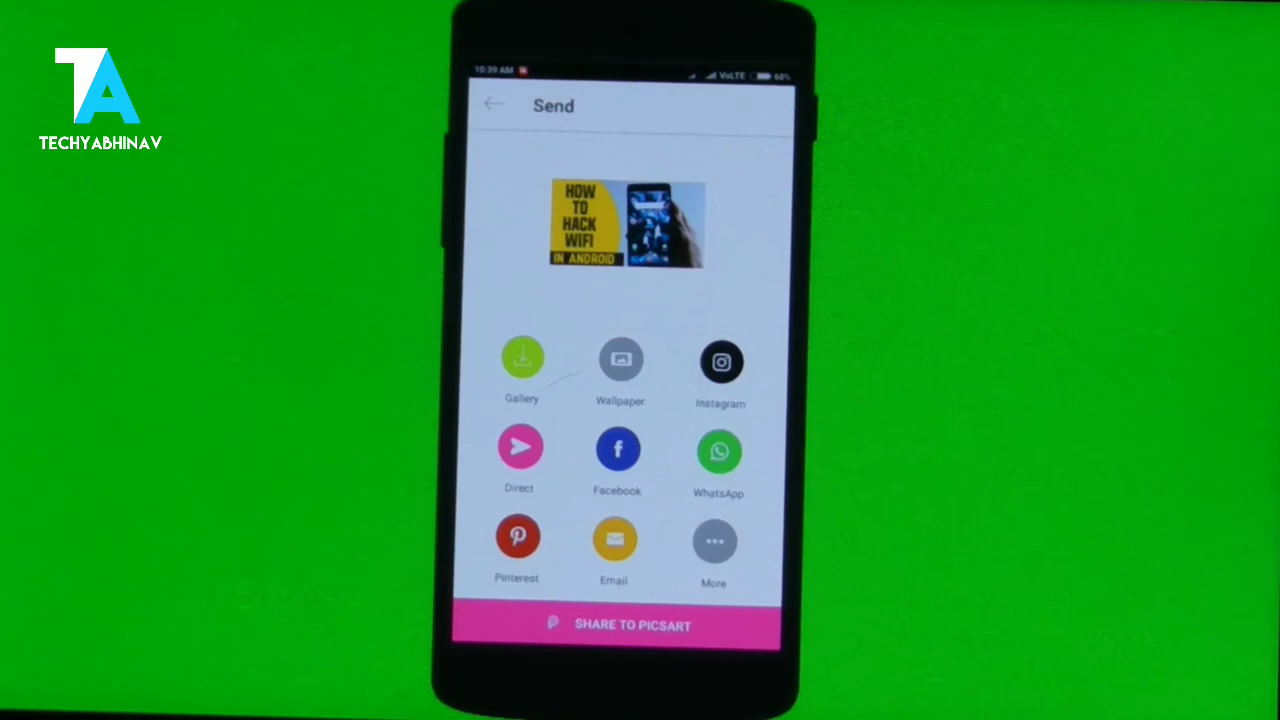 TA
TECHYABHINAV
10:39 AM
VoLTE
68%
Send
HOW
TO
HACK
WIFI
IN ANDROID
Gallery
Wallpaper
Instagram
Direct
Facebook
WhatsApp
Pinterest
Email
More
SHARE TO PICSART